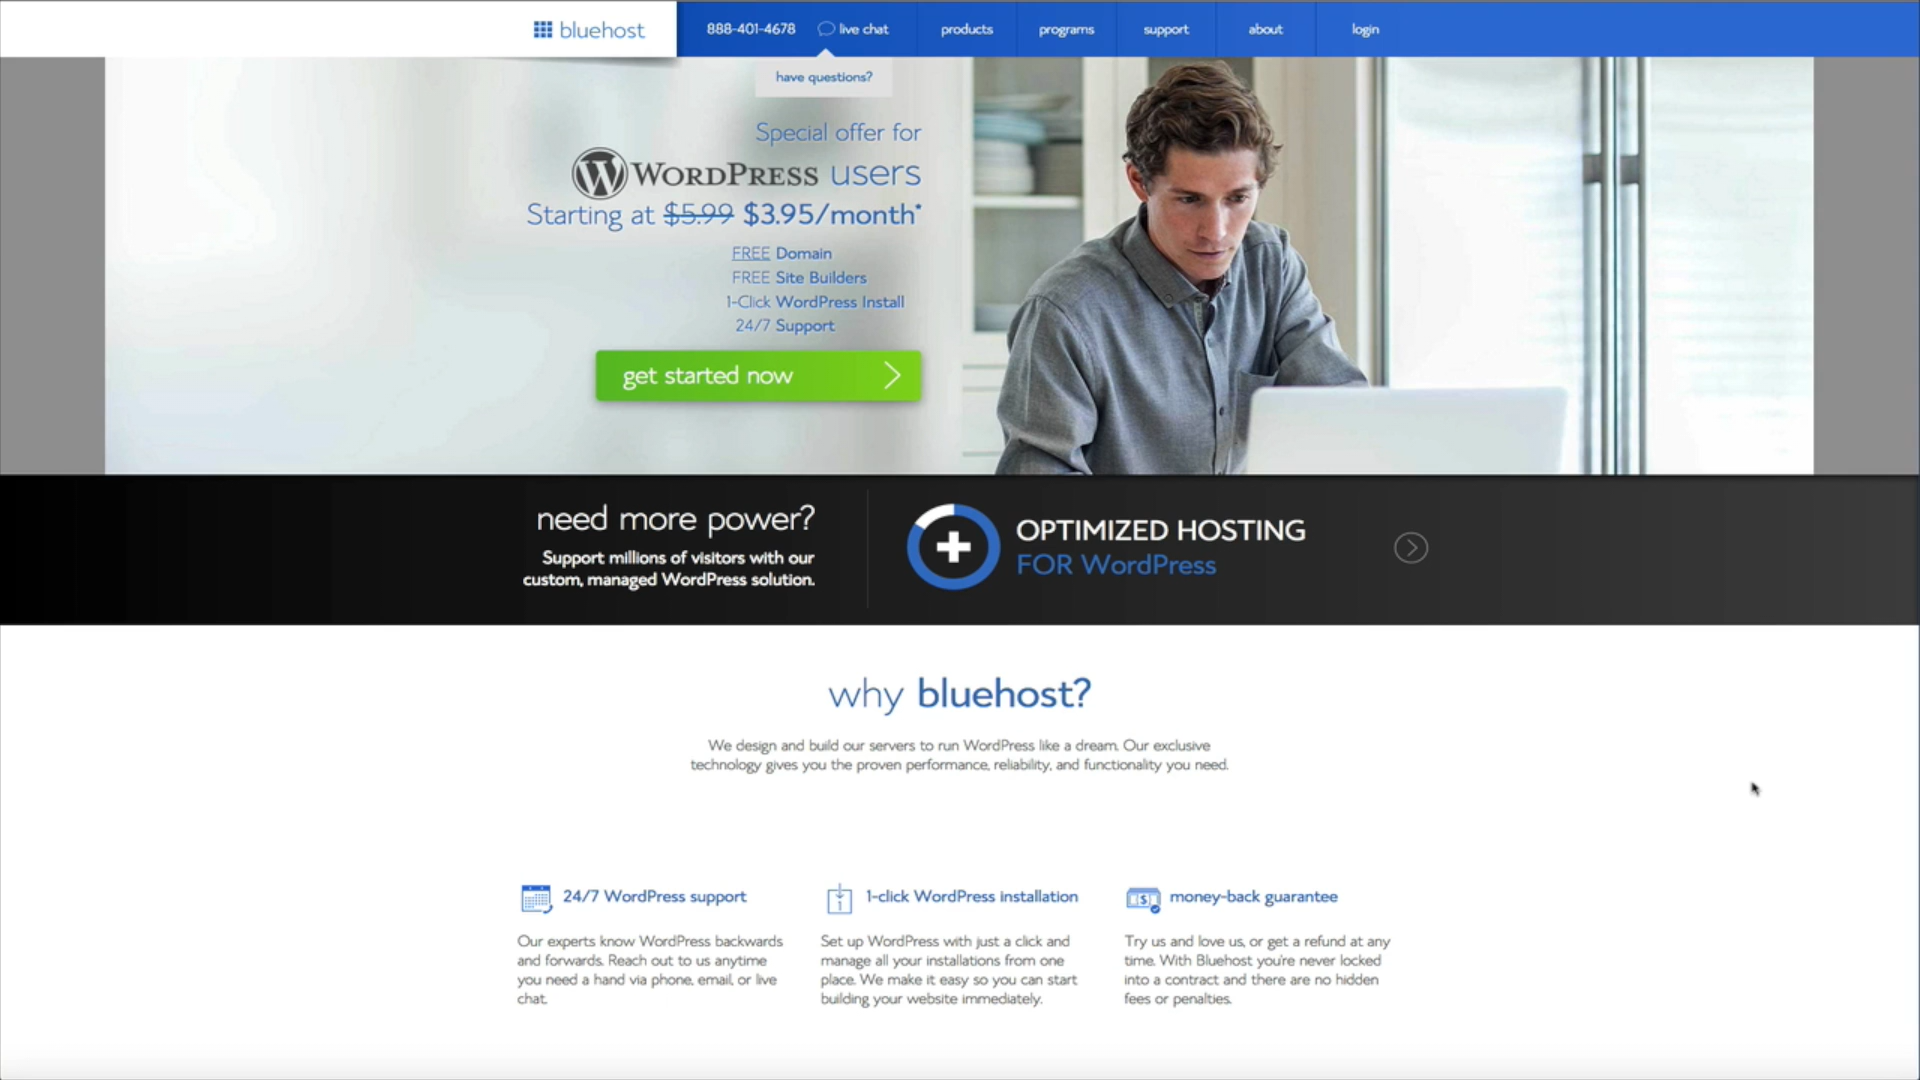 bluehost
888-401-4678
live chat
products
programs
support
about
login
have questions?
Special offer for
WORDPRESS users
Starting at $5.99 $3.95/month*
FREE Domain
FREE Site Builders
1-Click WordPress Install
24/7 Support
get started now
need more power?
Support millions of visitors with our
custom, managed WordPress solution.
OPTIMIZED HOSTING
FOR WordPress
why bluehost?
We design and build our servers to run WordPress like a dream. Our exclusive
technology gives you the proven performance, reliability, and functionality you need.
24/7 WordPress support
Our experts know WordPress backwards
and forwards. Reach out to us anytime
you need a hand via phone, email, or live
chat.
1-click WordPress installation
Set up WordPress with just a click and
manage all your installations from one
place. We make it easy so you can start
building your website immediately.
money-back guarantee
Try us and love us, or get a refund at any
time. With Bluehost you're never locked
into a contract and there are no hidden
fees or penalties.